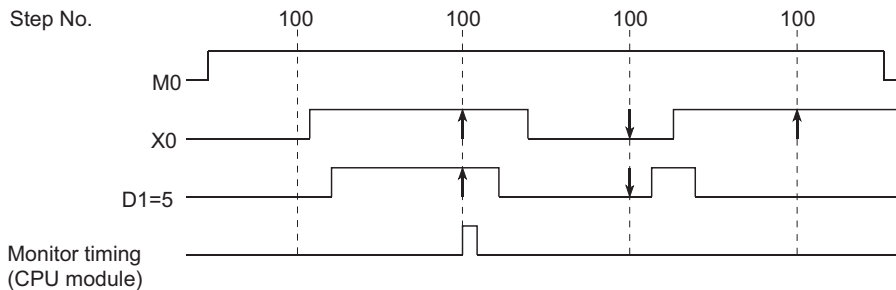 Step No. 100 100 100 100
M0
X0
D1=5
Monitor timing
(CPU module)